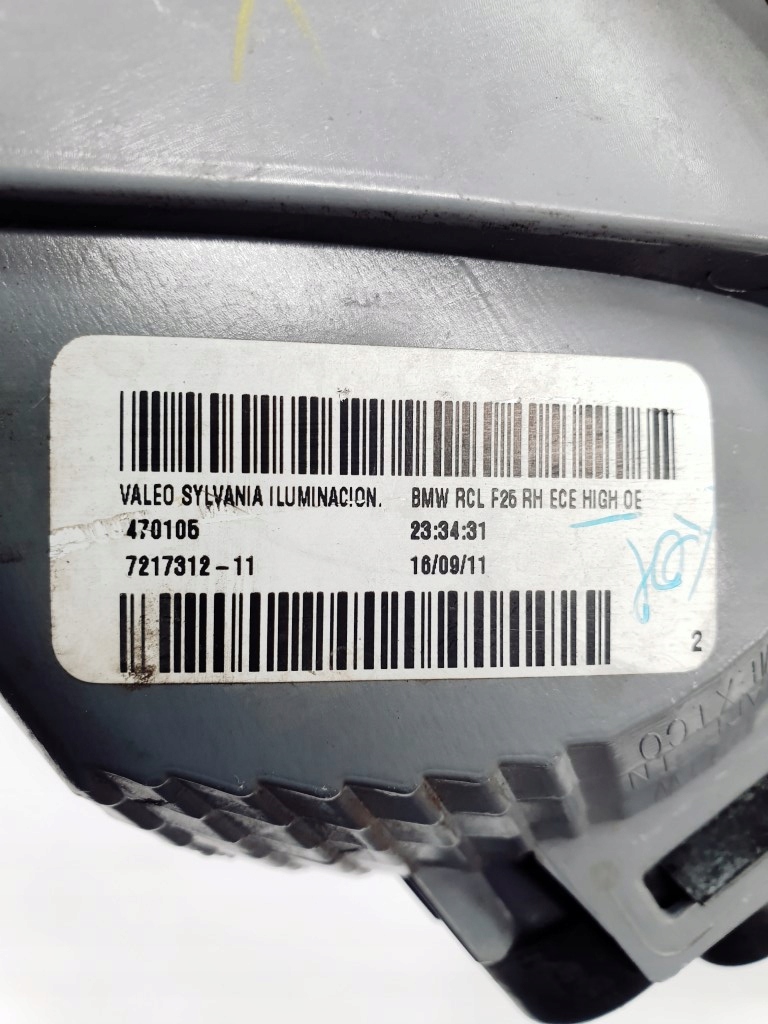 VALEO SYLVANIA ILUMINACION. BMW RCL F25 RH ECE HIGH OE
470105 23:34:31
7217312-11 16/09/11
2